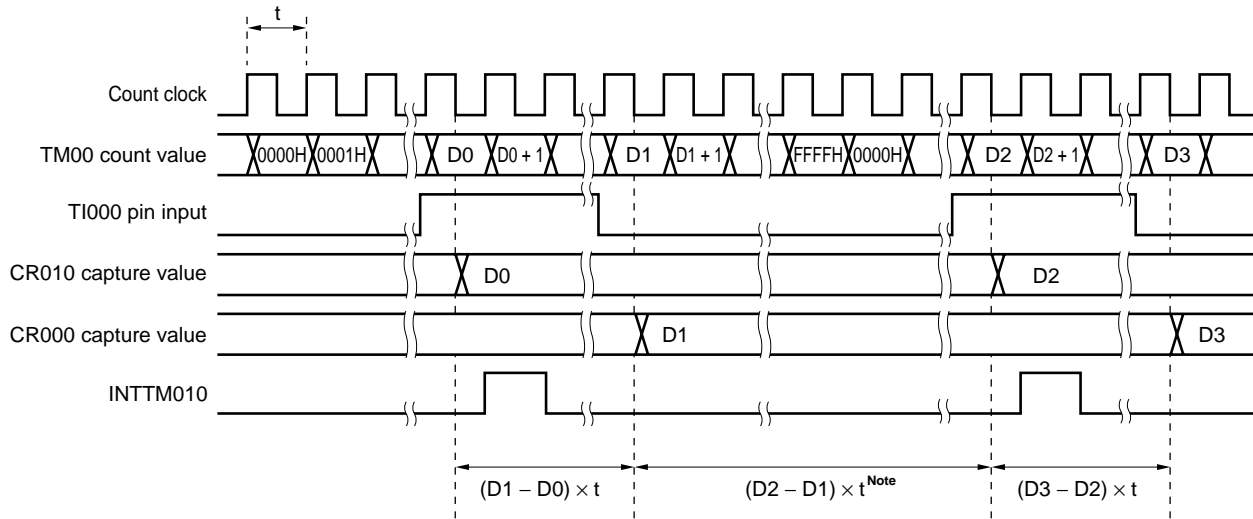 t
Count clock
TM00 count value 0000H 0001H D0 D0 + 1 D1 D1 + 1 FFFFH 0000H D2 D2 + 1 D3
TI000 pin input
CR010 capture value D0 D2
CR000 capture value D1 D3
INTTM010
(D1 − D0) × t (D2 − D1) × t Note (D3 − D2) × t